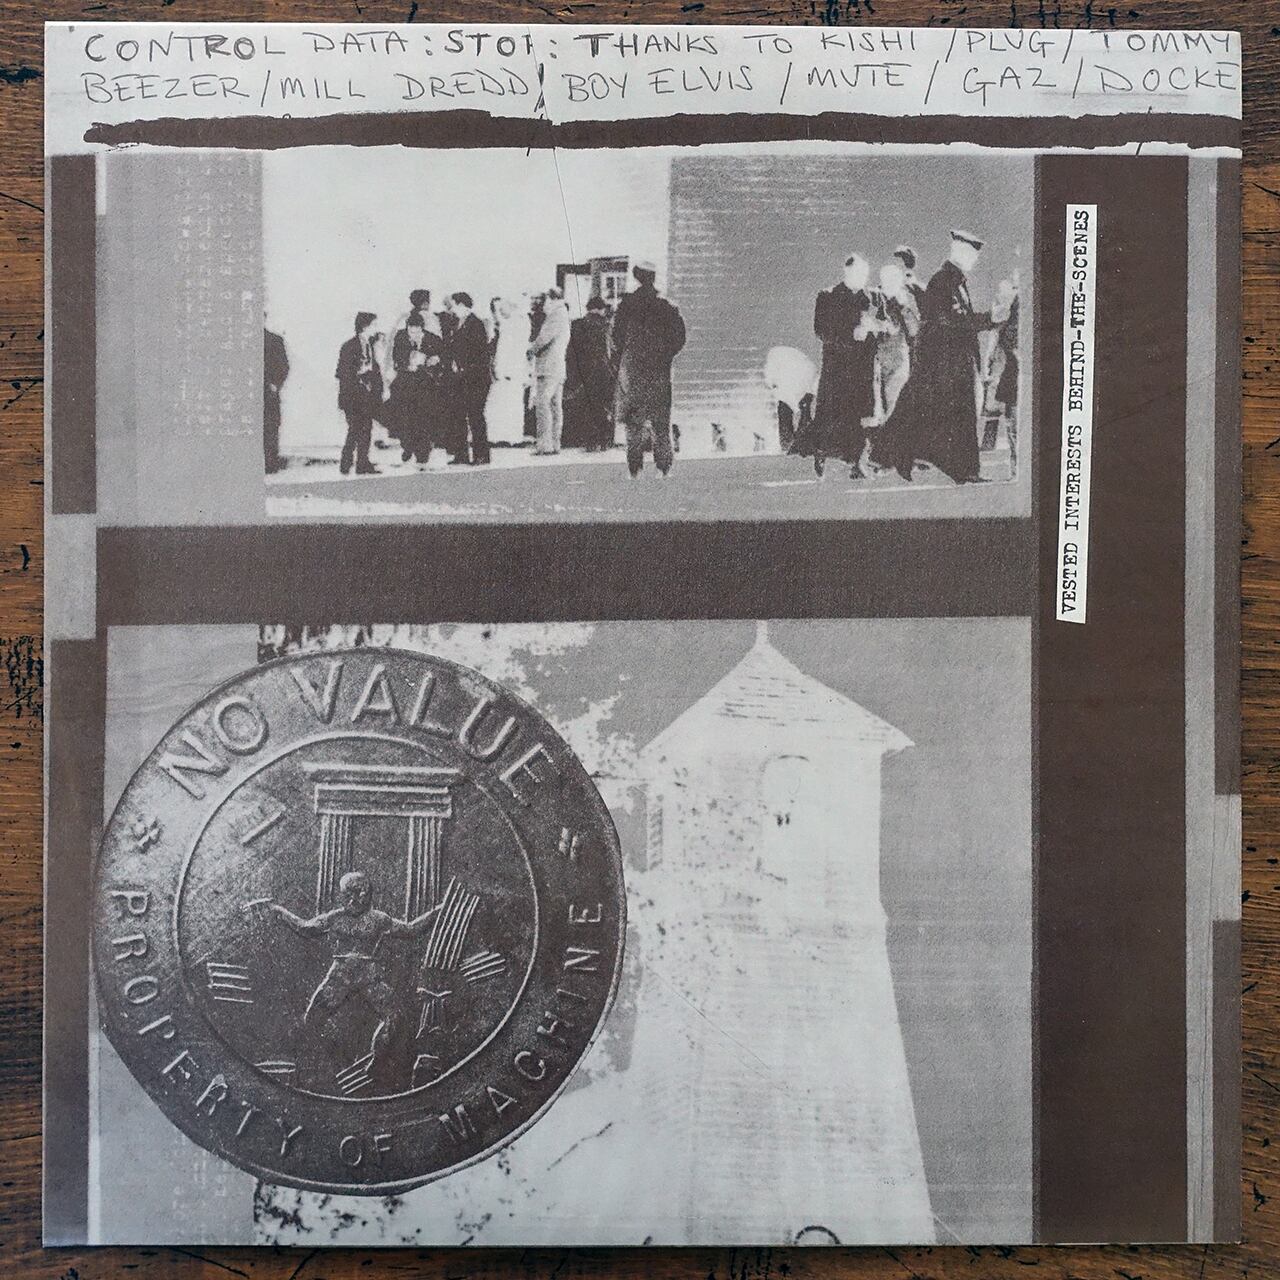 CONTROL DATA : STOP : THANKS TO KISHI / PLUG / TOMMY
BEEZER / MILL DREDD / BOY ELVIS / MUTE / GAZ / DOCKE
VESTED INTERESTS BEHIND-THE-SCENES
NO VALUE
PROPERTY OF MACHINE